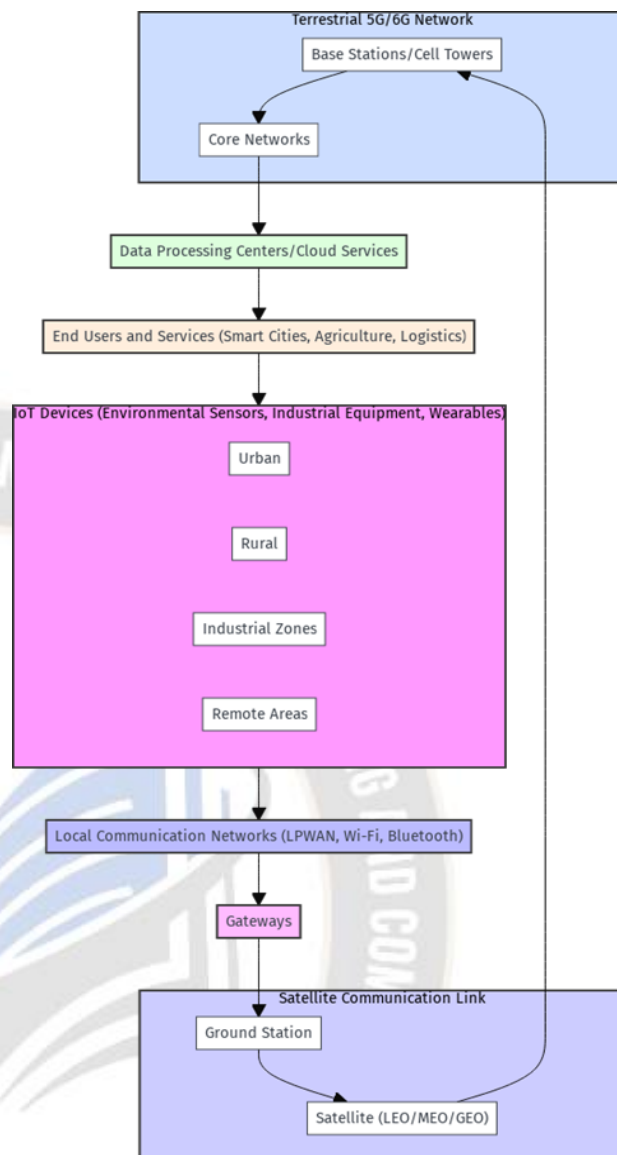 Terrestrial 5G/6G Network
Base Stations/Cell Towers
Core Networks
Data Processing Centers/Cloud Services
End Users and Services (Smart Cities, Agriculture, Logistics)
IoT Devices (Environmental Sensors, Industrial Equipment, Wearables)
Urban
Rural
Industrial Zones
Remote Areas
Local Communication Networks (LPWAN, Wi-Fi, Bluetooth)
Gateways
Satellite Communication Link
Ground Station
Satellite (LEO/MEO/GEO)